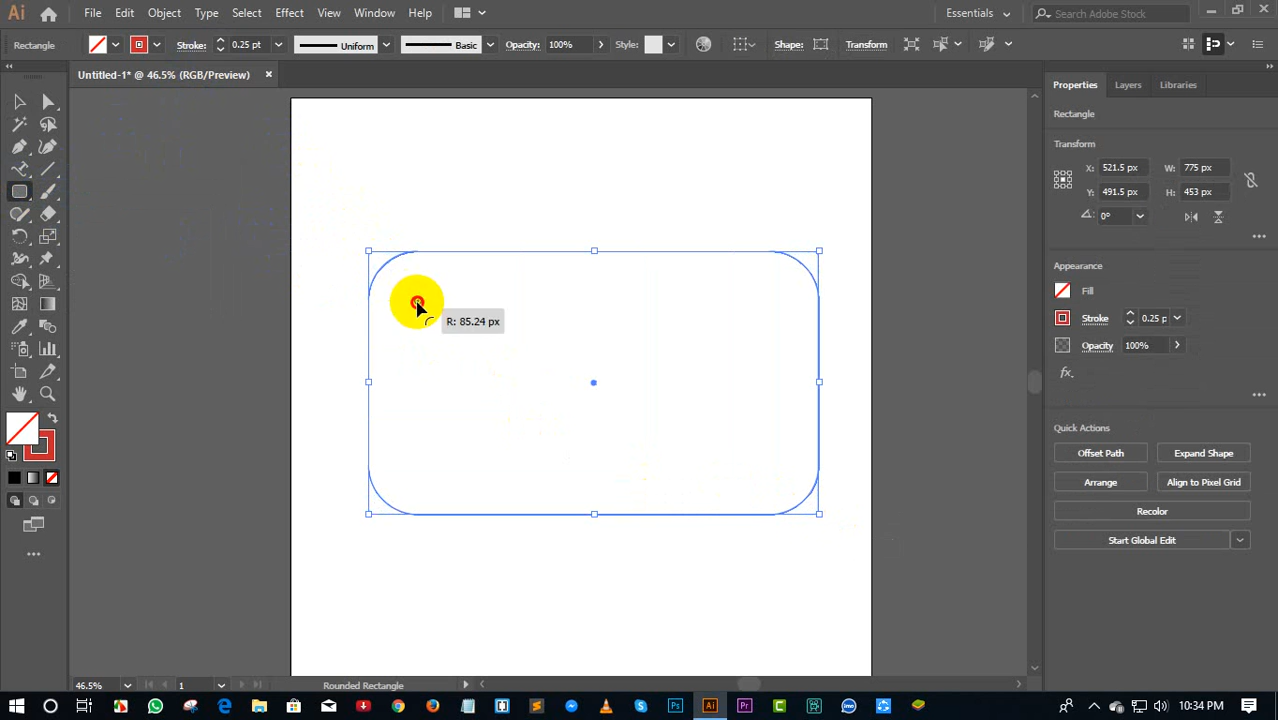 Ai File Edit Object Type Select Effect View Window Help Essentials Search Adobe Stock
Rectangle Stroke: 0.25 pt Uniform Basic Opacity: 100% Style: Shape: Transform
Untitled-1* @ 46.5% (RGB/Preview)
Properties Layers Libraries
Rectangle
Transform
X: 521.5 px W: 775 px
Y: 491.5 px H: 453 px
0°
Appearance
Fill
Stroke 0.25 p
Opacity 100%
fx.
R: 85.24 px
Quick Actions
Offset Path Expand Shape
Arrange Align to Pixel Grid
Recolor
Start Global Edit
46.5% 1 Rounded Rectangle
Ps Ai Pr 10:34 PM